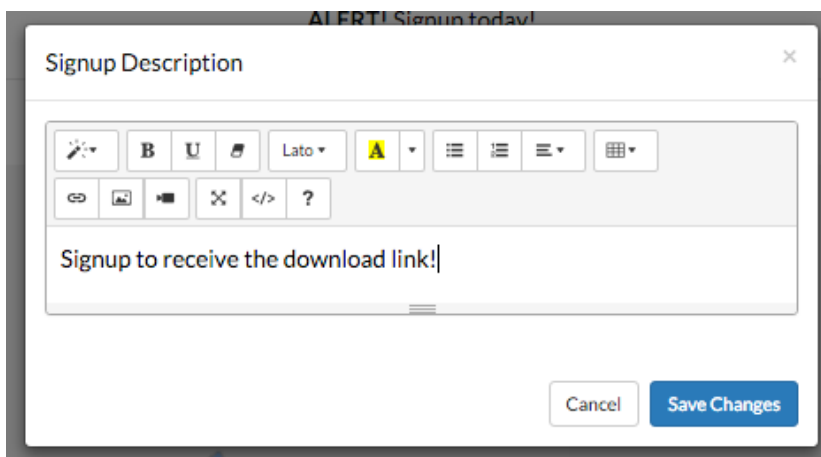 ALERT! Signup today!
Signup Description
×
B U Lato A
</> ?
Signup to receive the download link!
Cancel Save Changes